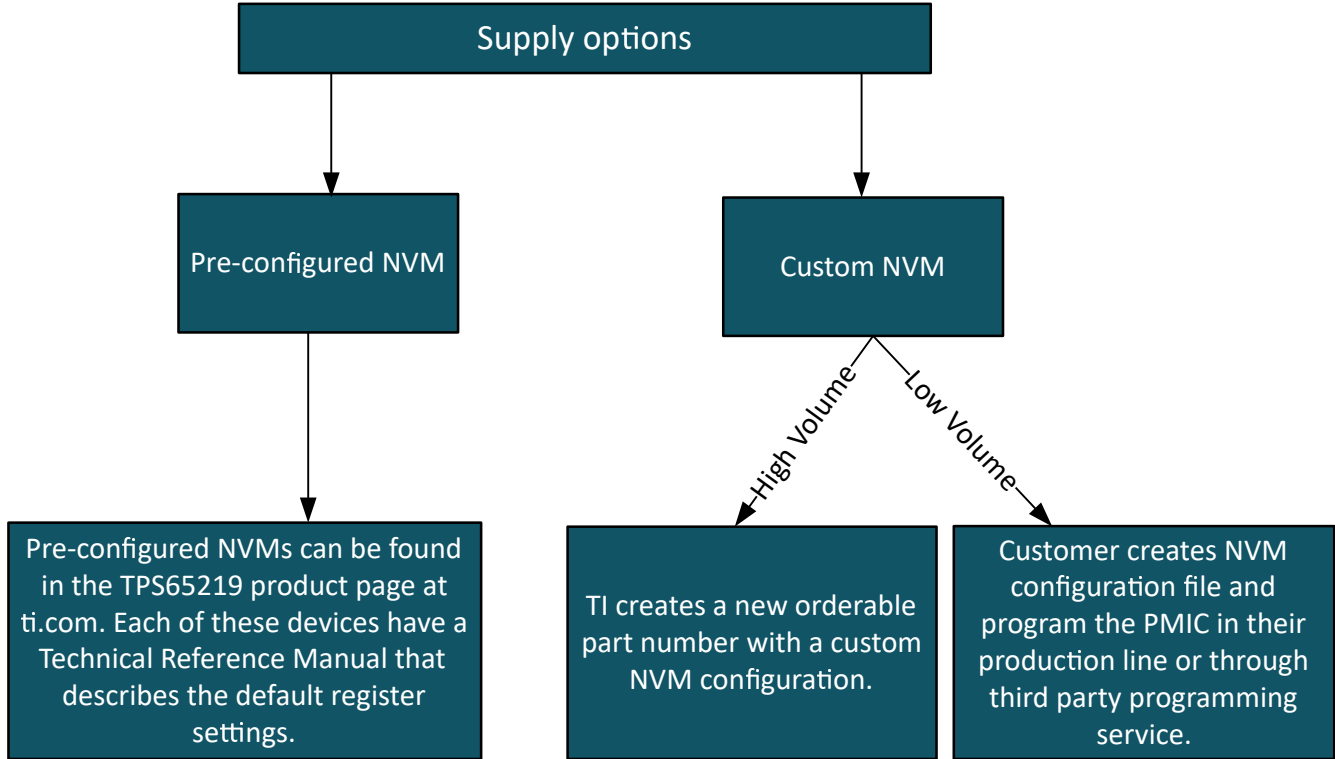 Supply options
Pre-configured NVM
Custom NVM
High Volume
Low Volume
Pre-configured NVMs can be found
in the TPS65219 product page at
ti.com. Each of these devices have a
Technical Reference Manual that
describes the default register
settings.
TI creates a new orderable
part number with a custom
NVM configuration.
Customer creates NVM
configuration file and
program the PMIC in their
production line or through
third party programming
service.